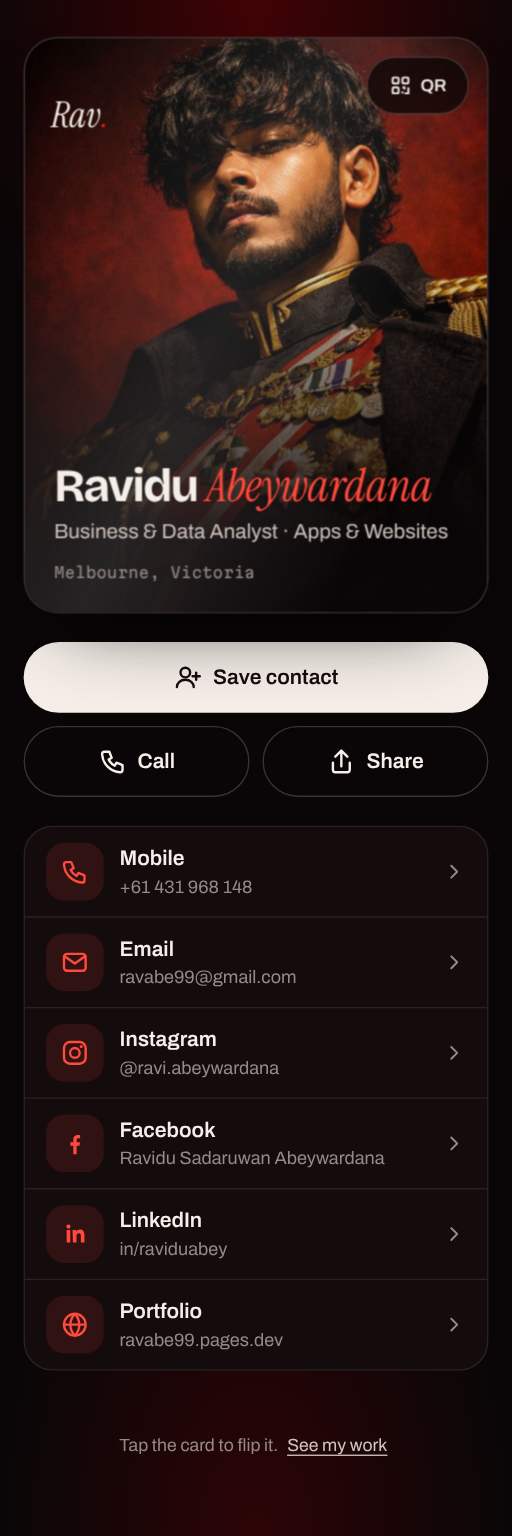 Rav.
QR
Ravidu Abeywardana
Business & Data Analyst · Apps & Websites
Melbourne, Victoria
Save contact
Call
Share
Mobile
+61 431 968 148
Email
ravabe99@gmail.com
Instagram
@ravi.abeywardana
Facebook
Ravidu Sadaruwan Abeywardana
LinkedIn
in/raviduabey
Portfolio
ravabe99.pages.dev
Tap the card to flip it. See my work